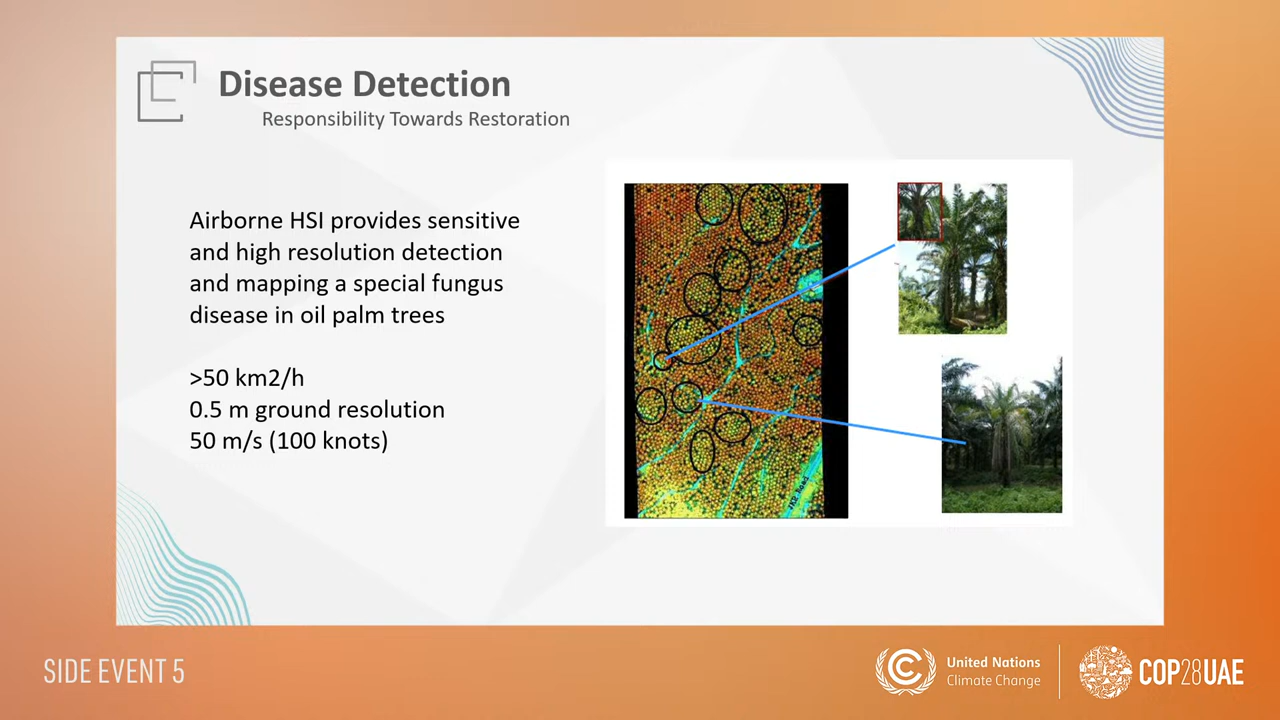 Disease Detection
Responsibility Towards Restoration
Airborne HSI provides sensitive
and high resolution detection
and mapping a special fungus
disease in oil palm trees
>50 km2/h
0.5 m ground resolution
50 m/s (100 knots)
SIDE EVENT 5
United Nations
Climate Change
COP28UAE